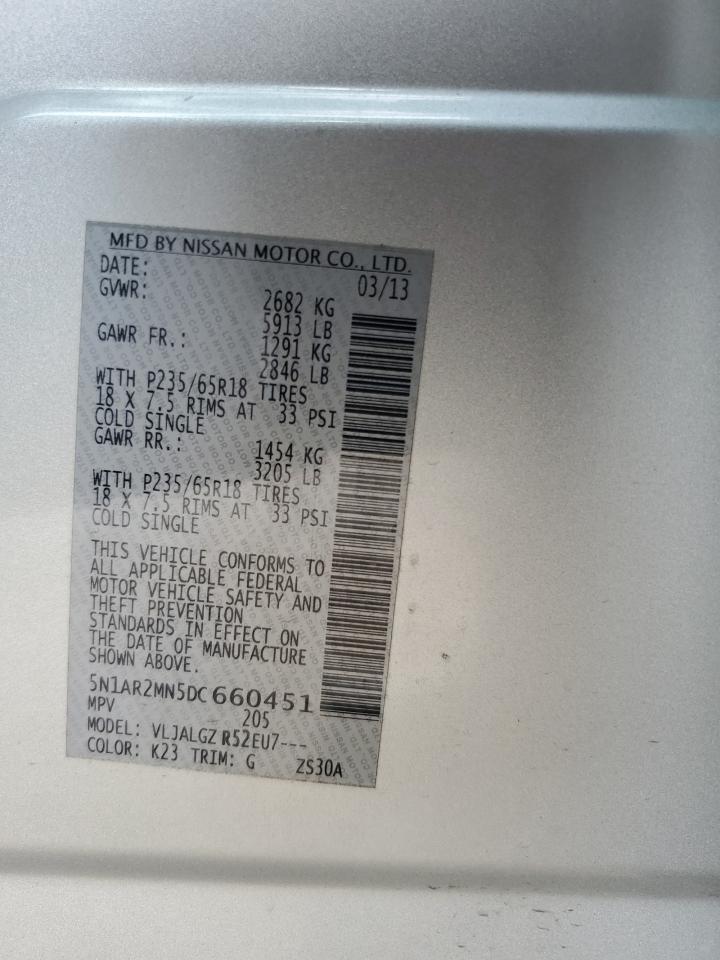 MFD BY NISSAN MOTOR CO., LTD.
DATE: 03/13
GVWR: 2682 KG
5913 LB
GAWR FR.: 1291 KG
2846 LB
WITH P235/65R18 TIRES
18 X 7.5 RIMS AT 33 PSI
COLD SINGLE
GAWR RR.: 1454 KG
3205 LB
WITH P235/65R18 TIRES
18 X 7.5 RIMS AT 33 PSI
COLD SINGLE
THIS VEHICLE CONFORMS TO
ALL APPLICABLE FEDERAL
MOTOR VEHICLE SAFETY AND
THEFT PREVENTION
STANDARDS IN EFFECT ON
THE DATE OF MANUFACTURE
SHOWN ABOVE.
5N1AR2MN5DC660451
MPV 205
MODEL: VLJALGZ R52EU7---
COLOR: K23 TRIM: G ZS30A